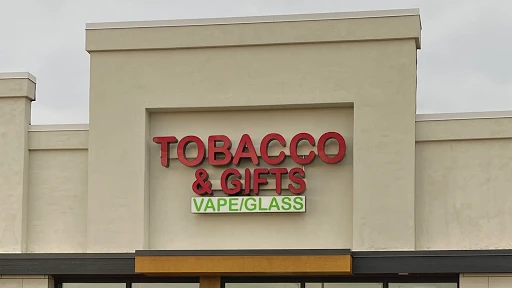 TOBACCO
& GIFTS
VAPE/GLASS